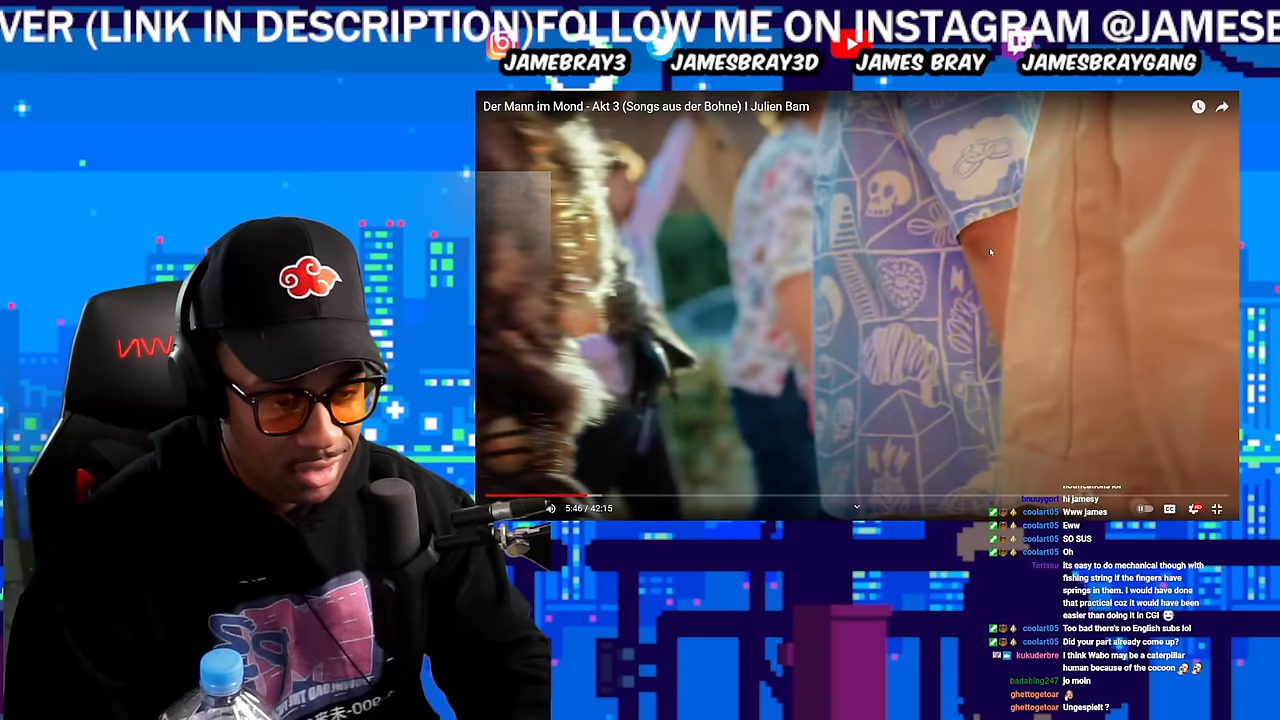 VER (LINK IN DESCRIPTION)FOLLOW ME ON INSTAGRAM @JAMESE
JAMEBRAY3
JAMESBRAY3D
JAMES BRAY
JAMESBRAYGANG
Der Mann im Mond - Akt 3 (Songs aus der Bohne) I Julien Bam
5:46 / 42:15
CC
HD
notifications lol
bnuuygorl hi jamesy
coolart05 Www james
coolart05 Eww
coolart05 SO SUS
coolart05 Oh
Tariasu Its easy to do mechanical though with
fishing string if the fingers have
springs in them. I would have done
that practical coz it would have been
easier than doing it in CGI
coolart05 Too bad there's no English subs lol
coolart05 Did your part already come up?
kukuderbre I think Wabo may be a caterpillar
human because of the cocoon
badabing247 Jo moin
ghettogetoar
ghettogetoar Ungespielt ?